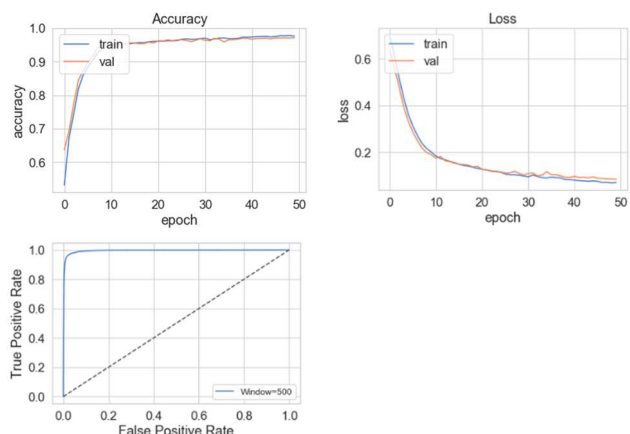 Accuracy
1.0
0.9
0.8
0.7
0.6
accuracy
train
val
0 10 20 30 40 50
epoch
Loss
0.6
0.4
0.2
loss
train
val
0 10 20 30 40 50
epoch
1.0
0.8
0.6
0.4
0.2
0.0
True Positive Rate
Window=500
0.0 0.2 0.4 0.6 0.8 1.0
False Positive Rate